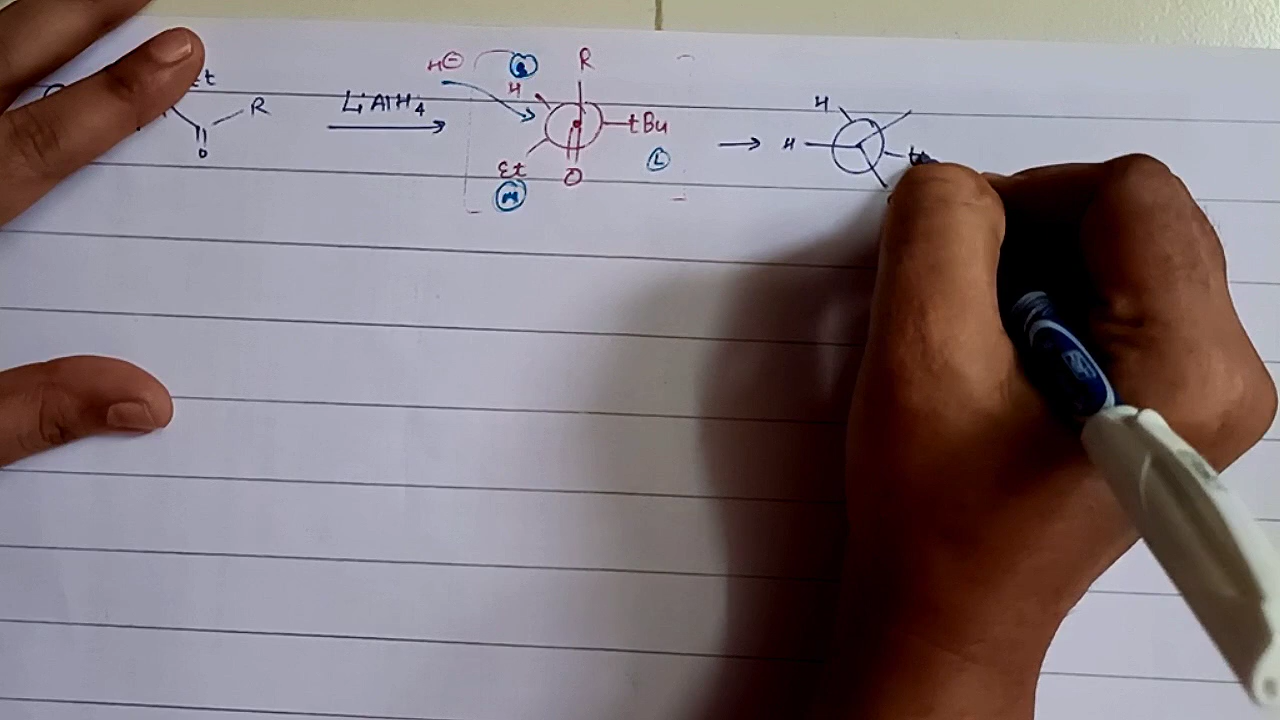 H⊖ S R
Et R LiAlH4 H tBu → H
O Et O L H
M